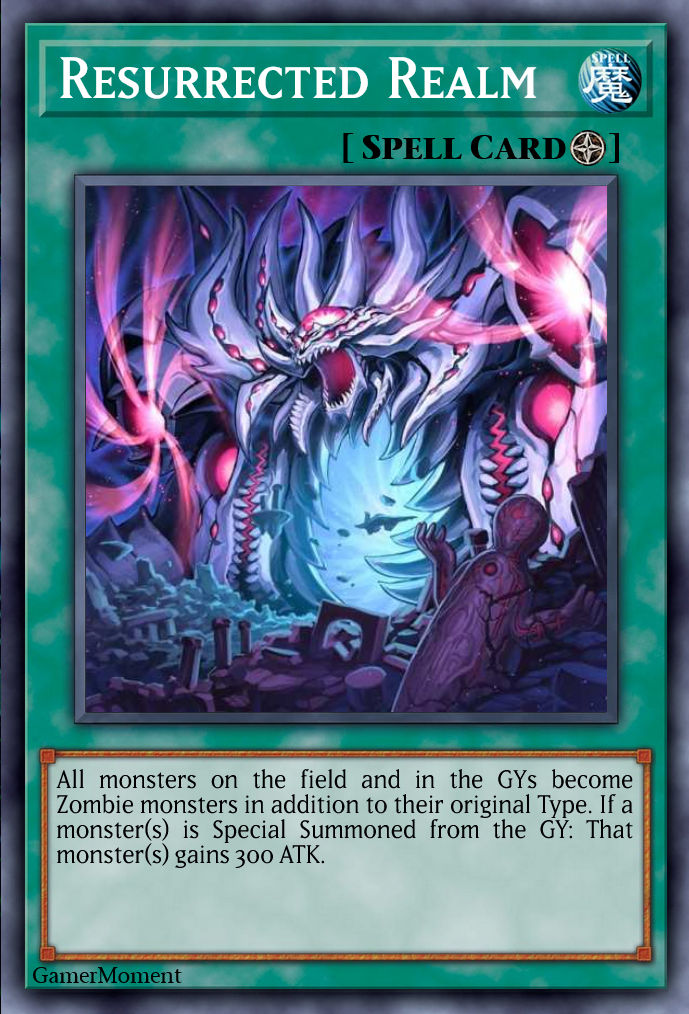 Resurrected Realm
SPELL
魔
[ Spell Card ]
All monsters on the field and in the GYs become
Zombie monsters in addition to their original Type. If a
monster(s) is Special Summoned from the GY: That
monster(s) gains 300 ATK.
GamerMoment